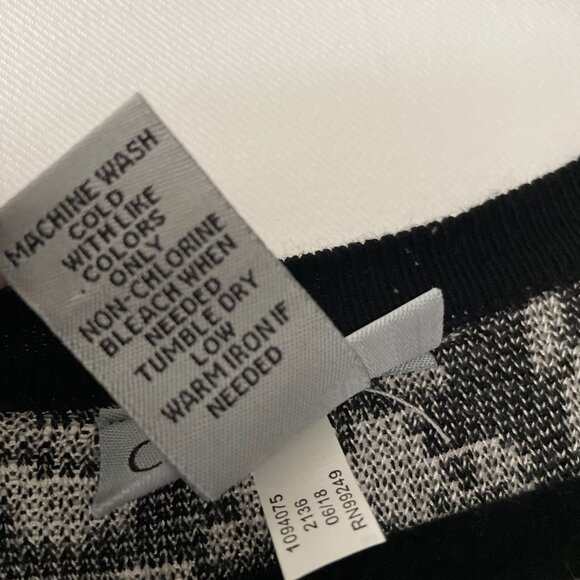 MACHINE WASH
COLD
WITH LIKE
COLORS
ONLY
NON-CHLORINE
BLEACH WHEN
NEEDED
TUMBLE DRY
LOW
WARM IRON IF
NEEDED
C
1094075
2136
06/18
RN99249